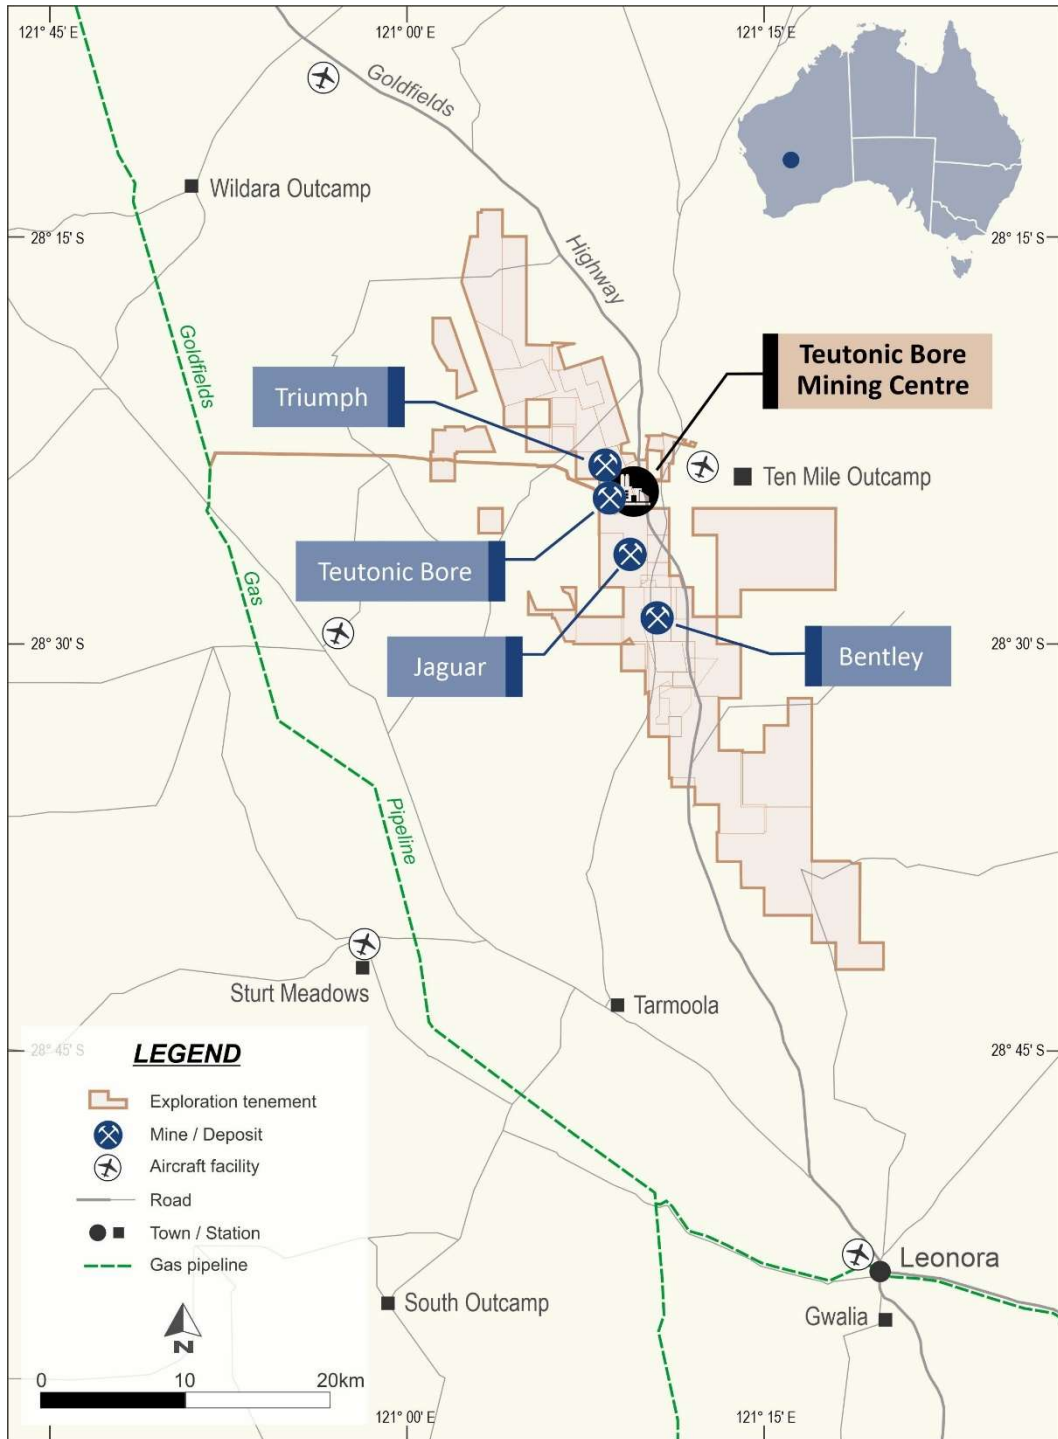 121° 45' E
121° 00' E
121° 15' E
Goldfields
Highway
Wildara Outcamp
28° 15' S
28° 15' S
Goldfields
Gas
Pipeline
Teutonic Bore
Mining Centre
Triumph
Ten Mile Outcamp
Teutonic Bore
28° 30' S
28° 30' S
Jaguar
Bentley
Sturt Meadows
Tarmoola
28° 45' S
28° 45' S
LEGEND
Exploration tenement
Mine / Deposit
Aircraft facility
Road
Town / Station
Gas pipeline
N
0 10 20km
South Outcamp
Leonora
Gwalia
121° 00' E
121° 15' E